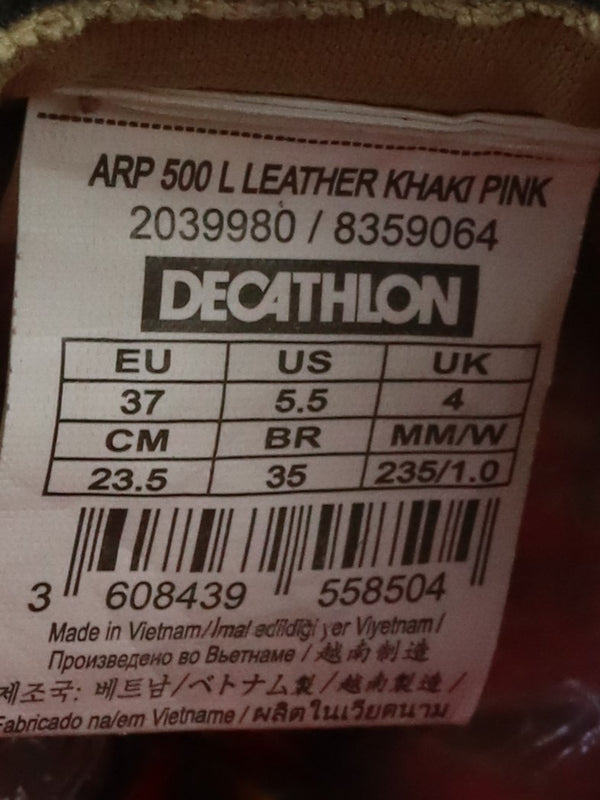 ARP 500 L LEATHER KHAKI PINK
2039980 / 8359064
DECATHLON
EU US UK
37 5.5 4
CM BR MM/W
23.5 35 235/1.0
3 608439 558504
Made in Vietnam/İmal edildiği yer Viyetnam/
Произведено во Вьетнаме / 越南制造
제조국: 베트남/ベトナム製/越南製造/
Fabricado na/em Vietname / ผลิตในเวียดนาม